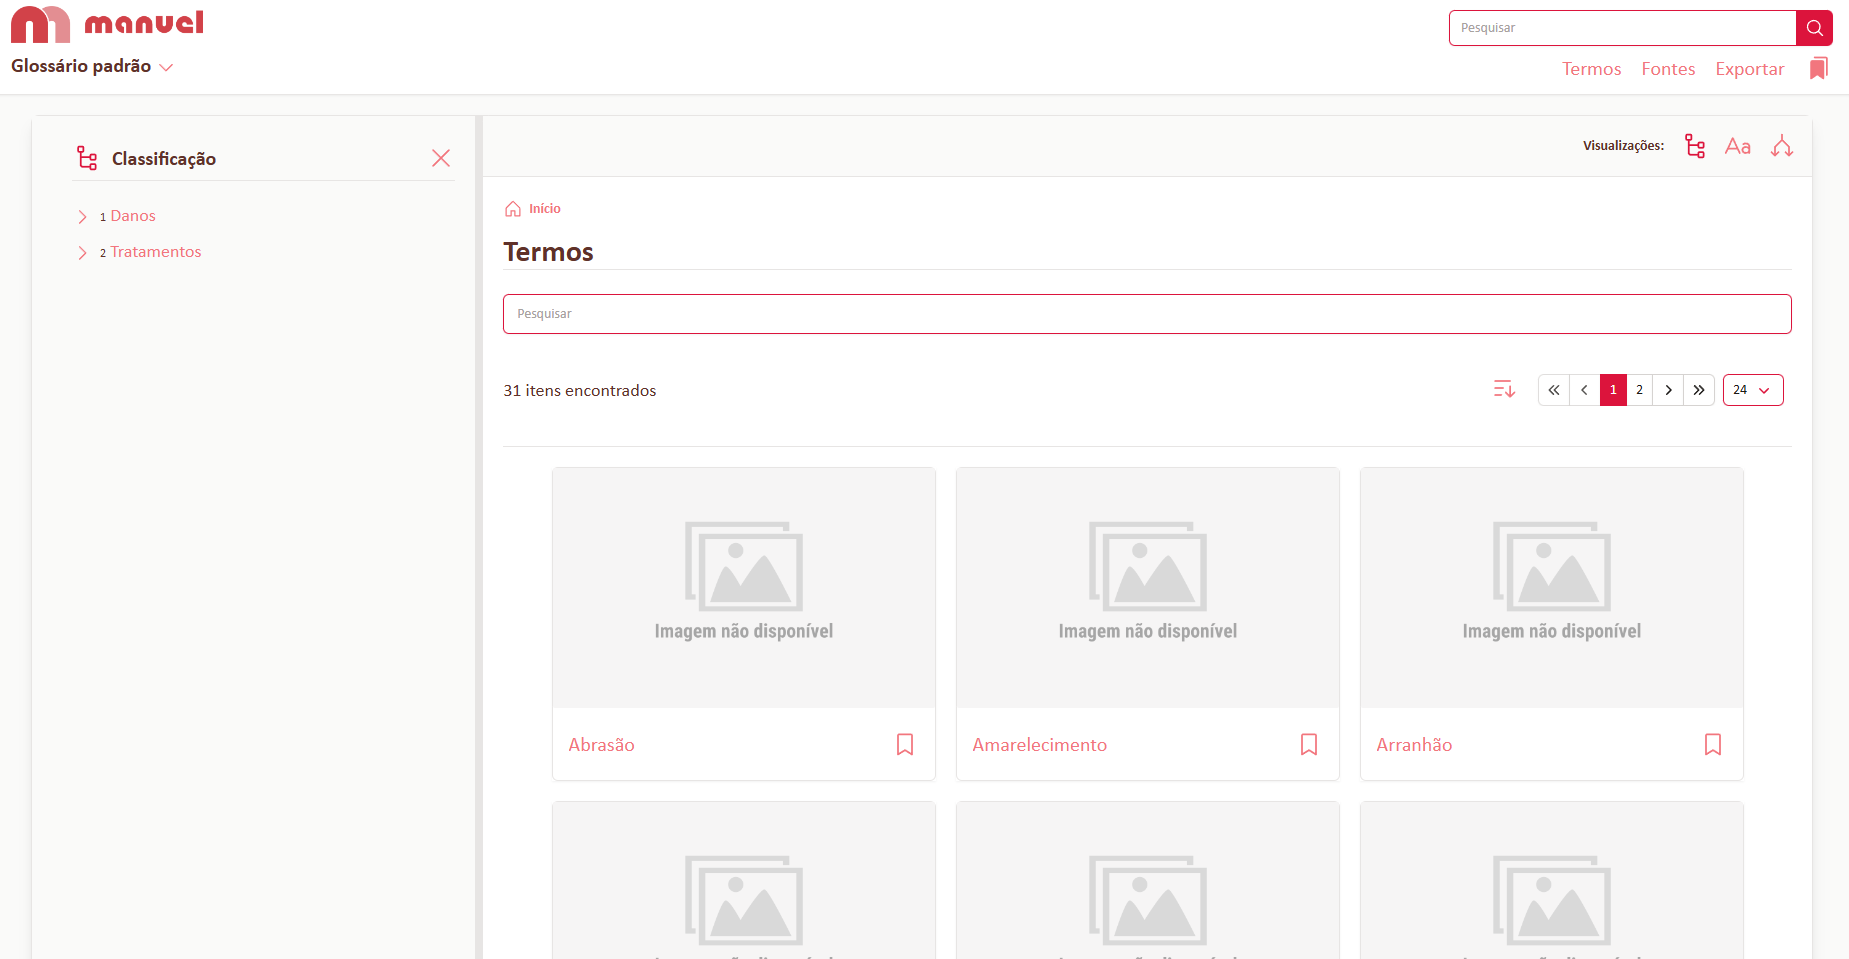 manuel
Pesquisar
Glossário padrão
Termos Fontes Exportar
Classificação
1 Danos
2 Tratamentos
Visualizações:
Aa
Início
Termos
Pesquisar
31 itens encontrados
1 2 24
Imagem não disponível Imagem não disponível Imagem não disponível
Abrasão Amarelecimento Arranhão